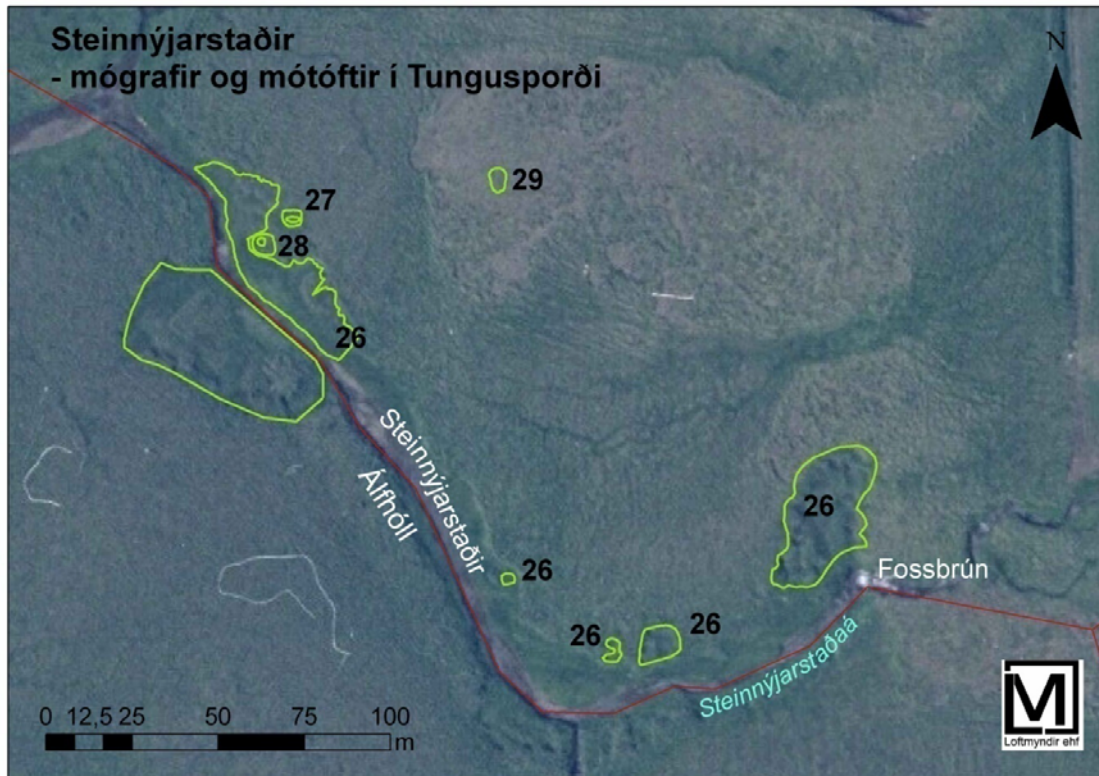 Steinnýjarstaðir
- mógrafir og mótóftir í Tungusporði
N
27
29
28
26
Steinnýjarstaðir
Álfhóll
26
26
26
26
Fossbrún
Steinnýjarstaðaá
0 12,5 25 50 75 100
m
LM
Loftmyndir ehf